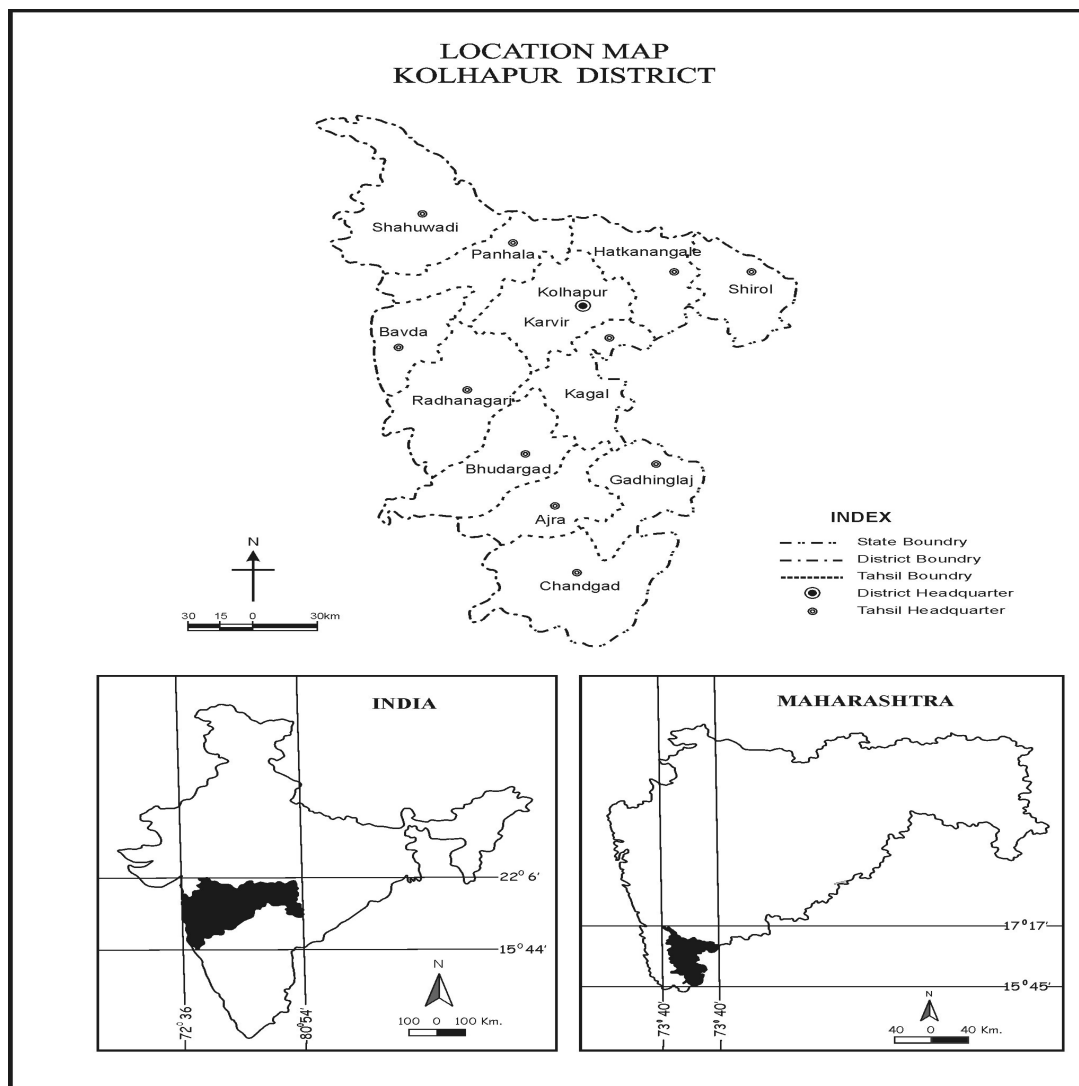 LOCATION MAP
KOLHAPUR DISTRICT
Shahuwadi
Panhala
Hatkanangale
Shirol
Kolhapur
Karvir
Bavda
Radhanagari
Kagal
Bhudargad
Gadhinglaj
Ajra
Chandgad
N
30 15 0 30km
INDEX
State Boundry
District Boundry
Tahsil Boundry
District Headquarter
Tahsil Headquarter
INDIA
22° 6'
15° 44'
N
100 0 100 Km.
72° 36
80° 54'
MAHARASHTRA
17° 17'
15° 45'
N
40 0 40 Km.
73° 40
73° 40'